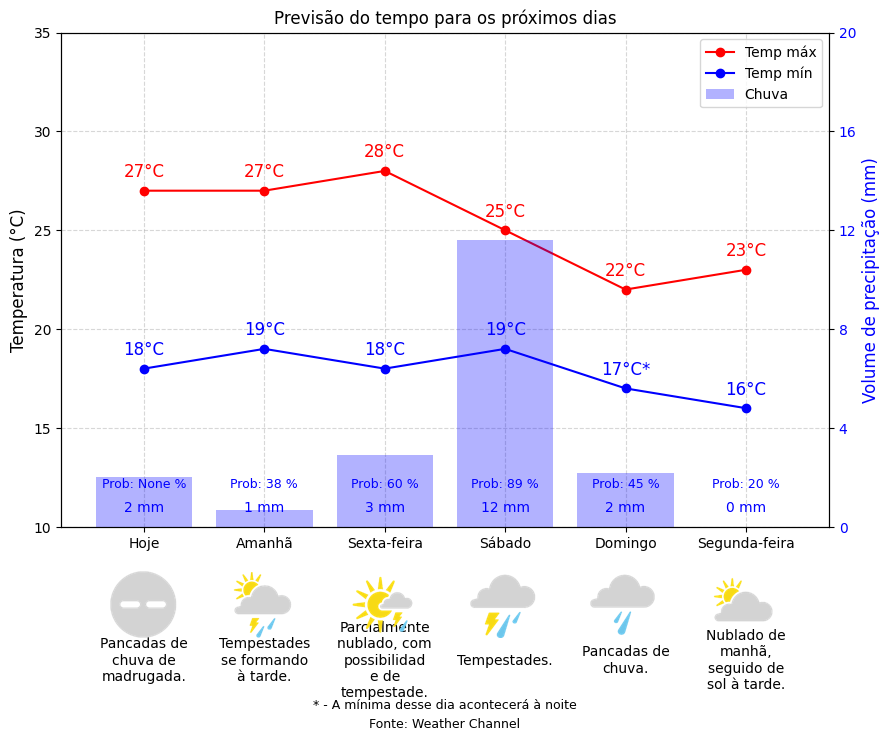 Previsão do tempo para os próximos dias
35
30
25
20
15
10
Temperatura (°C)
20
16
12
8
4
0
Volume de precipitação (mm)
Temp máx
Temp mín
Chuva
27°C
27°C
28°C
25°C
22°C
23°C
18°C
19°C
18°C
19°C
17°C*
16°C
Prob: None %
Prob: 38 %
Prob: 60 %
Prob: 89 %
Prob: 45 %
Prob: 20 %
2 mm
1 mm
3 mm
12 mm
2 mm
0 mm
Hoje
Amanhã
Sexta-feira
Sábado
Domingo
Segunda-feira
Pancadas de
chuva de
madrugada.
Tempestades
se formando
à tarde.
Parcialmente
nublado, com
possibilidad
e de
tempestade.
Tempestades.
Pancadas de
chuva.
Nublado de
manhã,
seguido de
sol à tarde.
* - A mínima desse dia acontecerá à noite
Fonte: Weather Channel